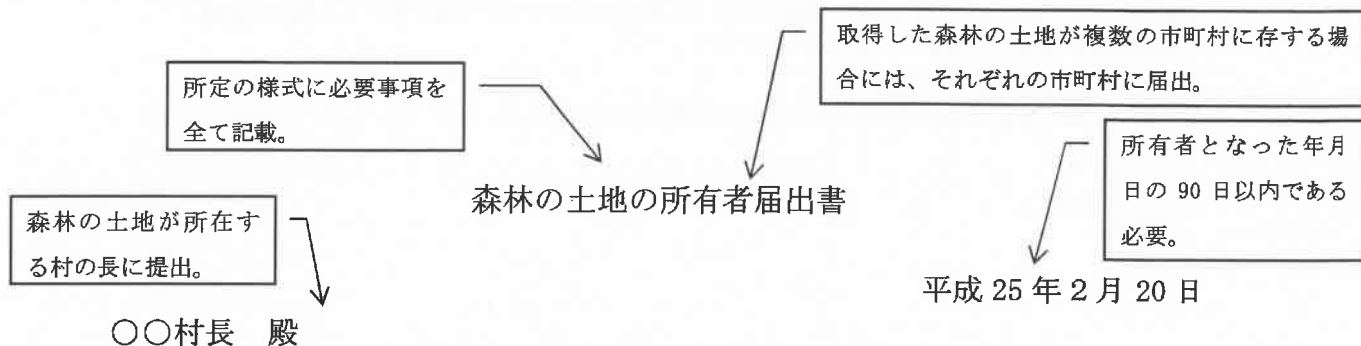 取得した森林の土地が複数の市町村に存する場
合には、それぞれの市町村に届出。
所定の様式に必要事項を
全て記載。
所有者となった年月
日の 90 日以内である
必要。
森林の土地の所有者届出書
森林の土地が所在す
る村の長に提出。
平成 25 年 2 月 20 日
○○村長 殿